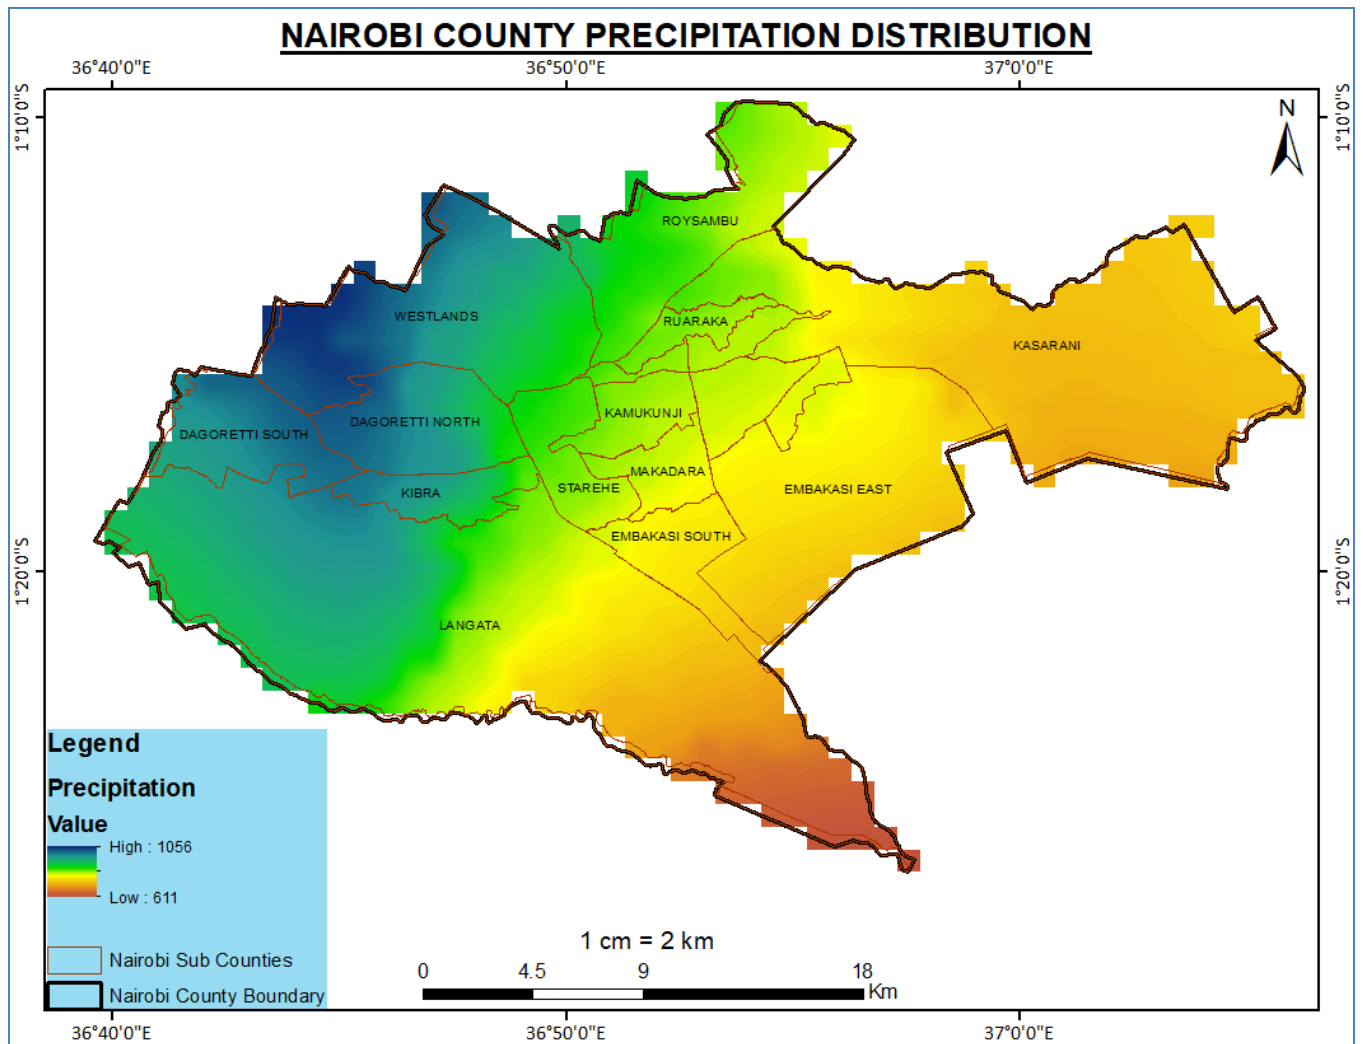 NAIROBI COUNTY PRECIPITATION DISTRIBUTION
36°40'0"E 36°50'0"E 37°0'0"E
1°10'0"S 1°10'0"S
N
ROYSAMBU
WESTLANDS
RUARAKA
KASARANI
KAMUKUNJI
DAGORETTI NORTH
DAGORETTI SOUTH
MAKADARA
STAREHE
KIBRA
EMBAKASI EAST
EMBAKASI SOUTH
1°20'0"S 1°20'0"S
LANGATA
Legend
Precipitation
Value
High : 1056
Low : 611
Nairobi Sub Counties
Nairobi County Boundary
1 cm = 2 km
0 4.5 9 18
Km
36°40'0"E 36°50'0"E 37°0'0"E